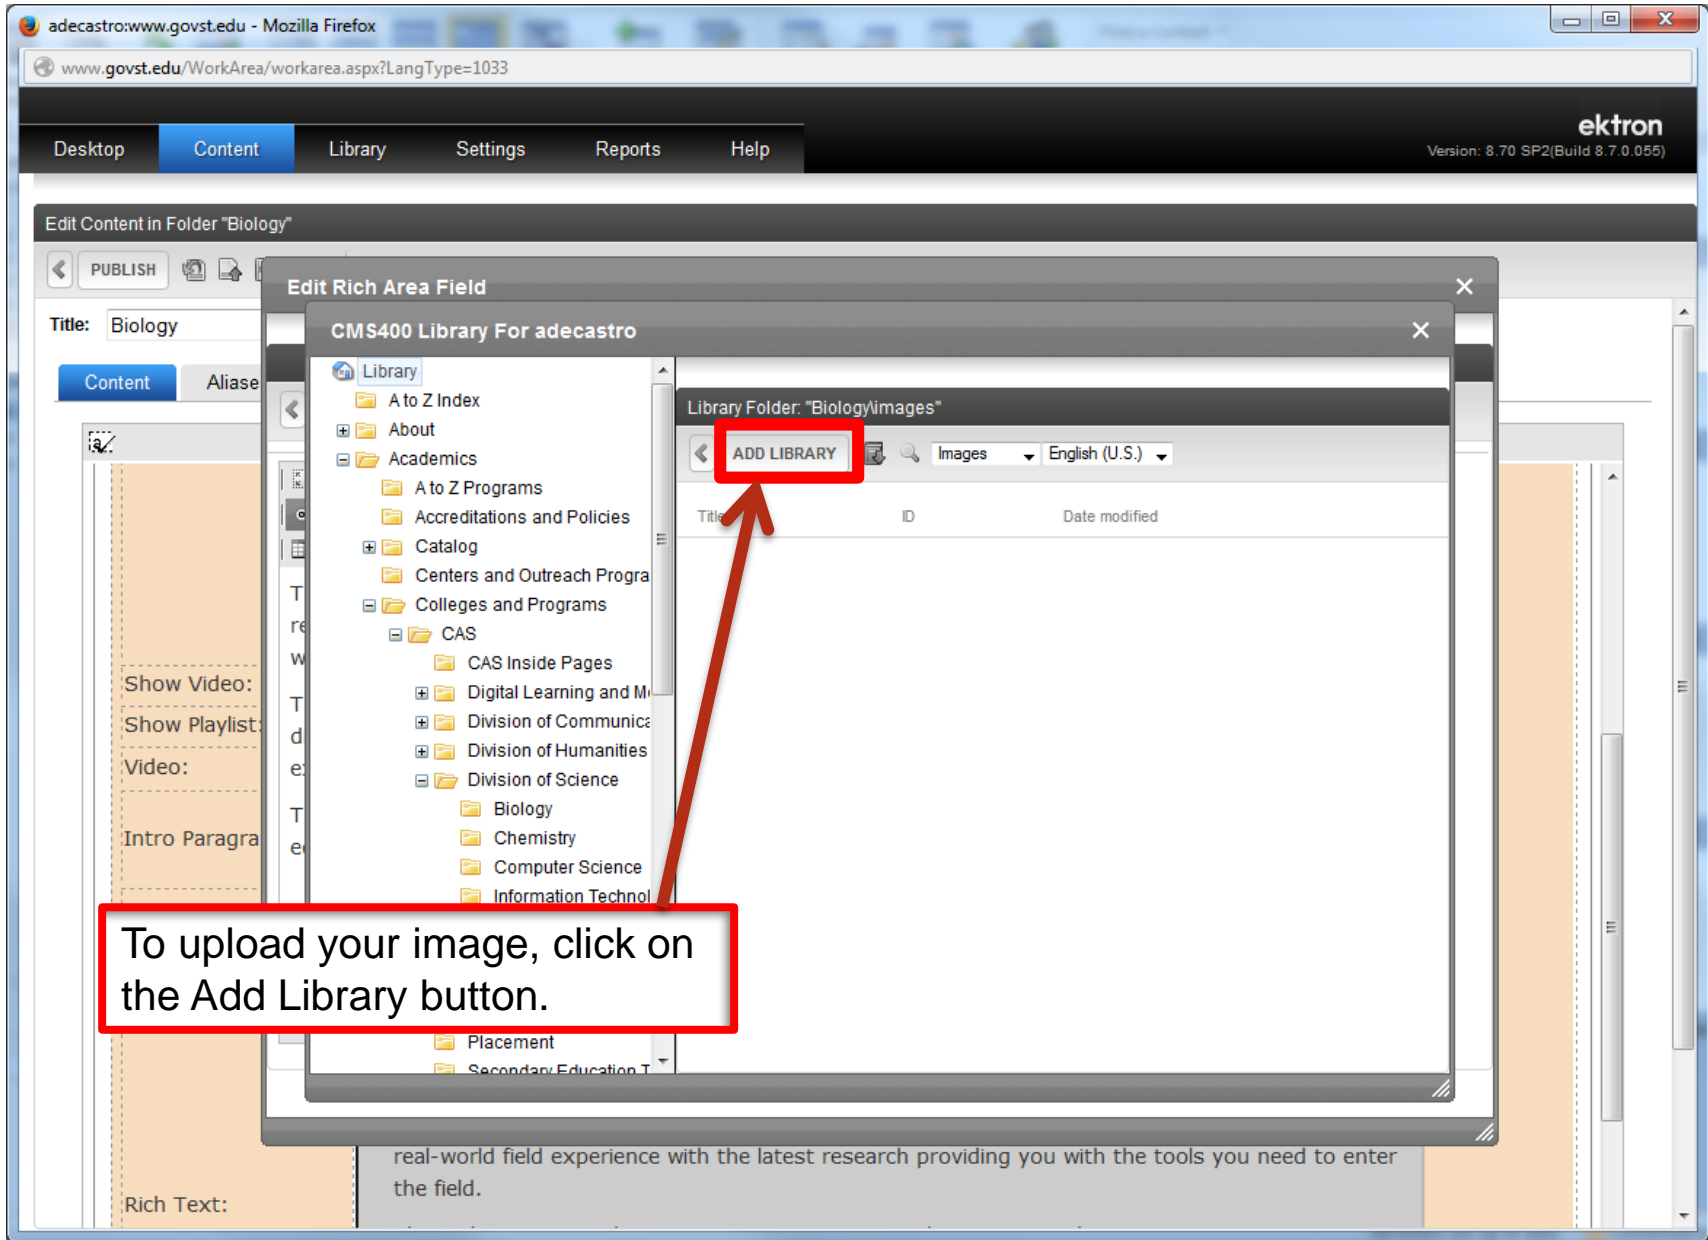 adecastro:www.govst.edu - Mozilla Firefox
www.govst.edu/WorkArea/workarea.aspx?LangType=1033
ektron
Desktop Content Library Settings Reports Help
Version: 8.70 SP2(Build 8.7.0.055)
Edit Content in Folder "Biology"
PUBLISH
Edit Rich Area Field
Title: Biology
CMS400 Library For adecastro
Content Aliase
Library
A to Z Index
About
Academics
A to Z Programs
Accreditations and Policies
Catalog
Centers and Outreach Progra
Colleges and Programs
CAS
CAS Inside Pages
Digital Learning and M
Division of Communica
Division of Humanities
Division of Science
Biology
Chemistry
Computer Science
Information Technol
Placement
Secondary Education T
Library Folder: "Biology\images"
ADD LIBRARY Images English (U.S.)
Title ID Date modified
Show Video:
Show Playlist:
Video:
Intro Paragra
To upload your image, click on
the Add Library button.
real-world field experience with the latest research providing you with the tools you need to enter
the field.
Rich Text: